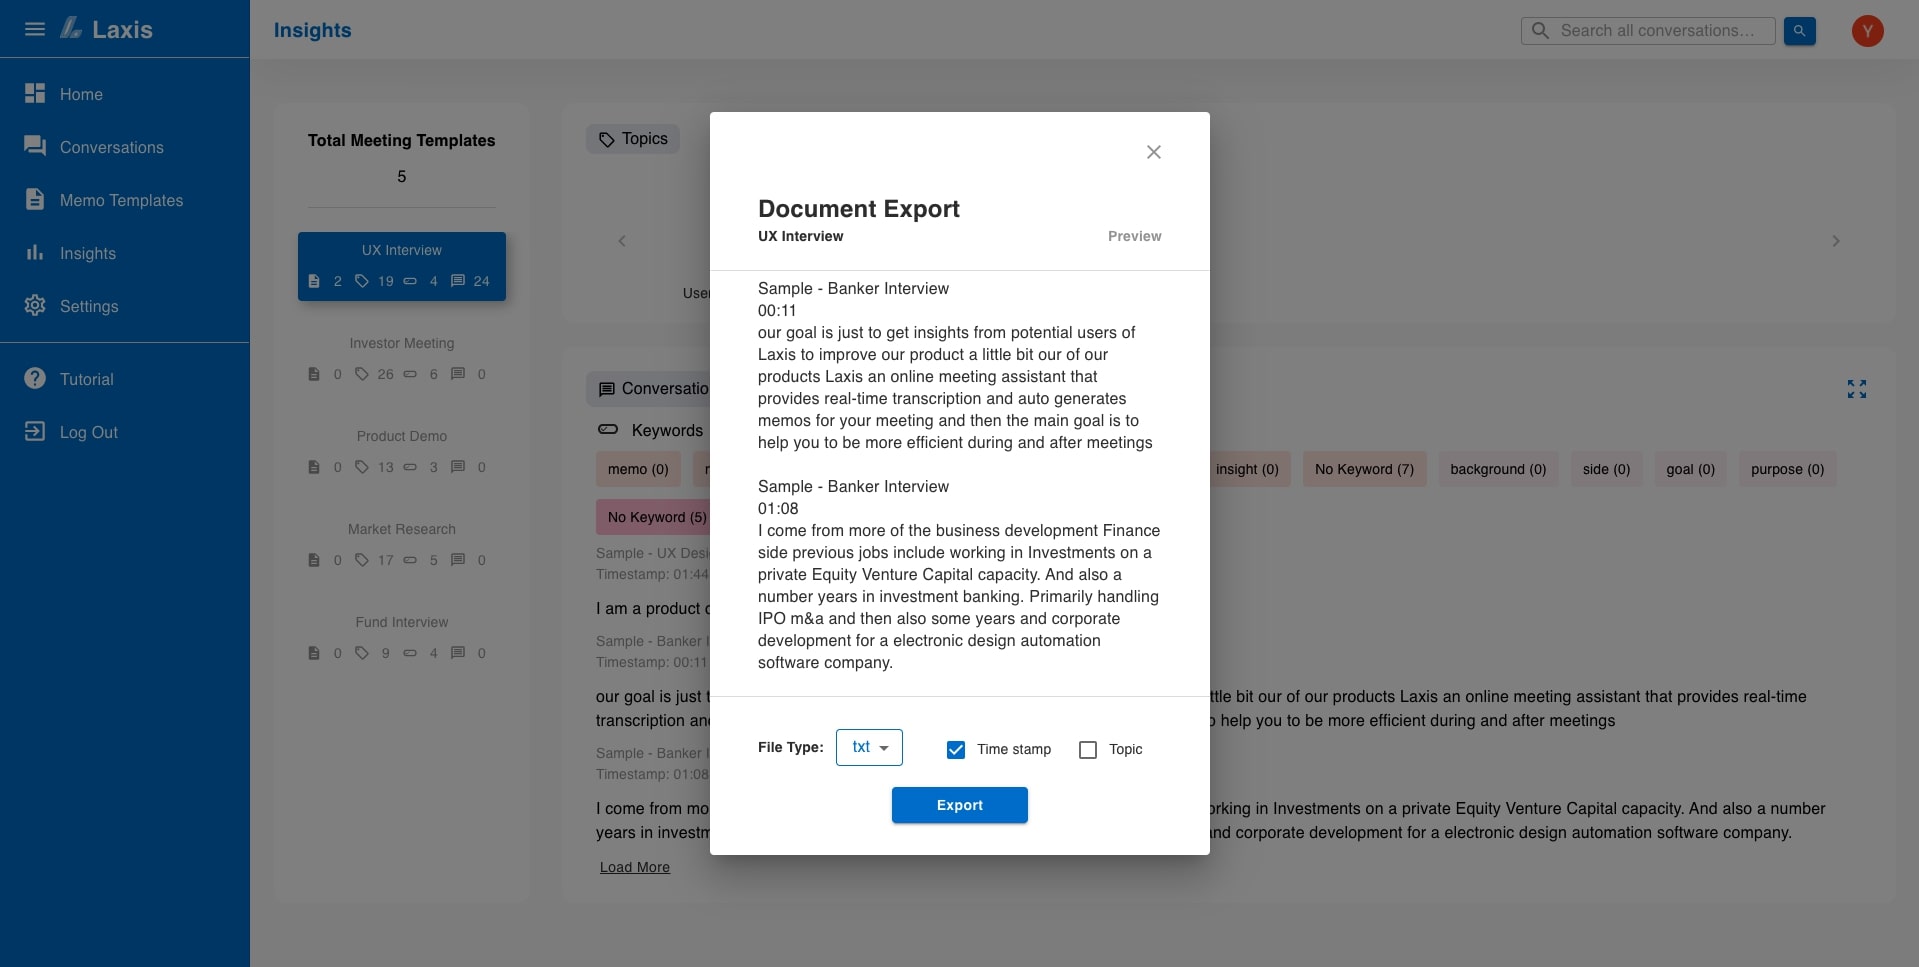 Laxis
Insights
Search all conversations...
Y
Home
Conversations
Memo Templates
Insights
Settings
Tutorial
Log Out
Total Meeting Templates
5
UX Interview
2 19 4 24
Investor Meeting
0 26 6 0
Product Demo
0 13 3 0
Market Research
0 17 5 0
Fund Interview
0 9 4 0
Topics
User
Conversatio
Keywords
memo (0)
insight (0) No Keyword (7) background (0) side (0) goal (0) purpose (0)
No Keyword (5)
Sample - UX Desi
Timestamp: 01:44
I am a product
Sample - Banker I
Timestamp: 00:11
our goal is just t
ttle bit our of our products Laxis an online meeting assistant that provides real-time
transcription an
o help you to be more efficient during and after meetings
Sample - Banker I
Timestamp: 01:08
I come from mo
orking in Investments on a private Equity Venture Capital capacity. And also a number
years in investm
and corporate development for a electronic design automation software company.
Load More
Document Export
UX Interview
Preview
Sample - Banker Interview
00:11
our goal is just to get insights from potential users of
Laxis to improve our product a little bit our of our
products Laxis an online meeting assistant that
provides real-time transcription and auto generates
memos for your meeting and then the main goal is to
help you to be more efficient during and after meetings
Sample - Banker Interview
01:08
I come from more of the business development Finance
side previous jobs include working in Investments on a
private Equity Venture Capital capacity. And also a
number years in investment banking. Primarily handling
IPO m&a and then also some years and corporate
development for a electronic design automation
software company.
File Type: txt Time stamp Topic
Export